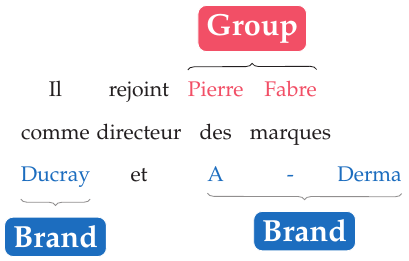 Group
Il rejoint Pierre Fabre
comme directeur des marques
Ducray et A - Derma
Brand Brand